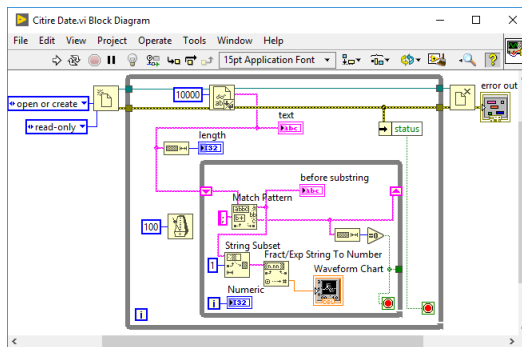 Citire Date.vi Block Diagram
File Edit View Project Operate Tools Window Help
15pt Application Font
open or create
read-only
10000
text
abc
length
I32
status
error out
before substring
abc
Match Pattern
100
String Subset
1
Fract/Exp String To Number
Waveform Chart
Numeric
i
I32
i